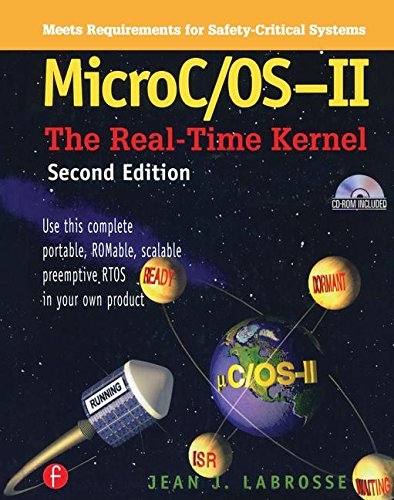 Meets Requirements for Safety-Critical Systems
MicroC/OS–II
The Real-Time Kernel
Second Edition
CD-ROM INCLUDED
Use this complete
portable, ROMable, scalable
preemptive RTOS
in your own product
READY
DORMANT
RUNNING
µC/OS-II
ISR
WAITING
f
JEAN J. LABROSSE